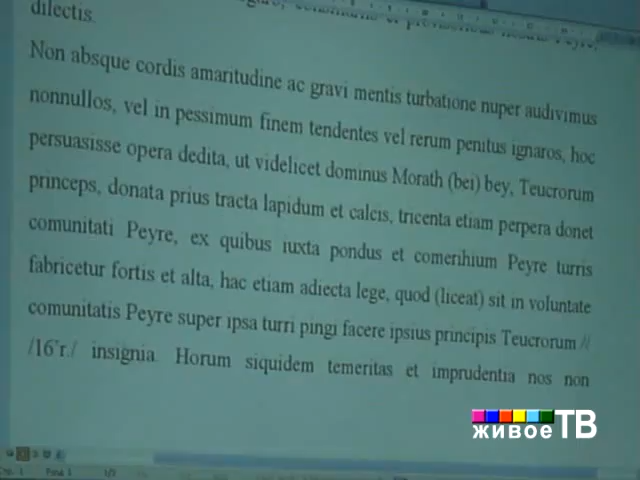 dilectis.
Non absque cordis amaritudine ac gravi mentis turbatione nuper audivimus
nonnullos, vel in pessimum finem tendentes vel rerum penitus ignaros, hoc
persuasisse opera dedita, ut videlicet dominus Morath (bei) bey, Teucrorum
princeps, donata prius tracta lapidum et calcis, tricenta etiam perpera donet
comunitati Peyre, ex quibus iuxta pondus et comerihium Peyre turris
fabricetur fortis et alta, hac etiam adiecta lege, quod (liceat) sit in voluntate
comunitatis Peyre super ipsa turri pingi facere ipsius principis Teucrorum //
/16ʳr./ insignia. Horum siquidem temeritas et imprudentia nos non
живоеТВ